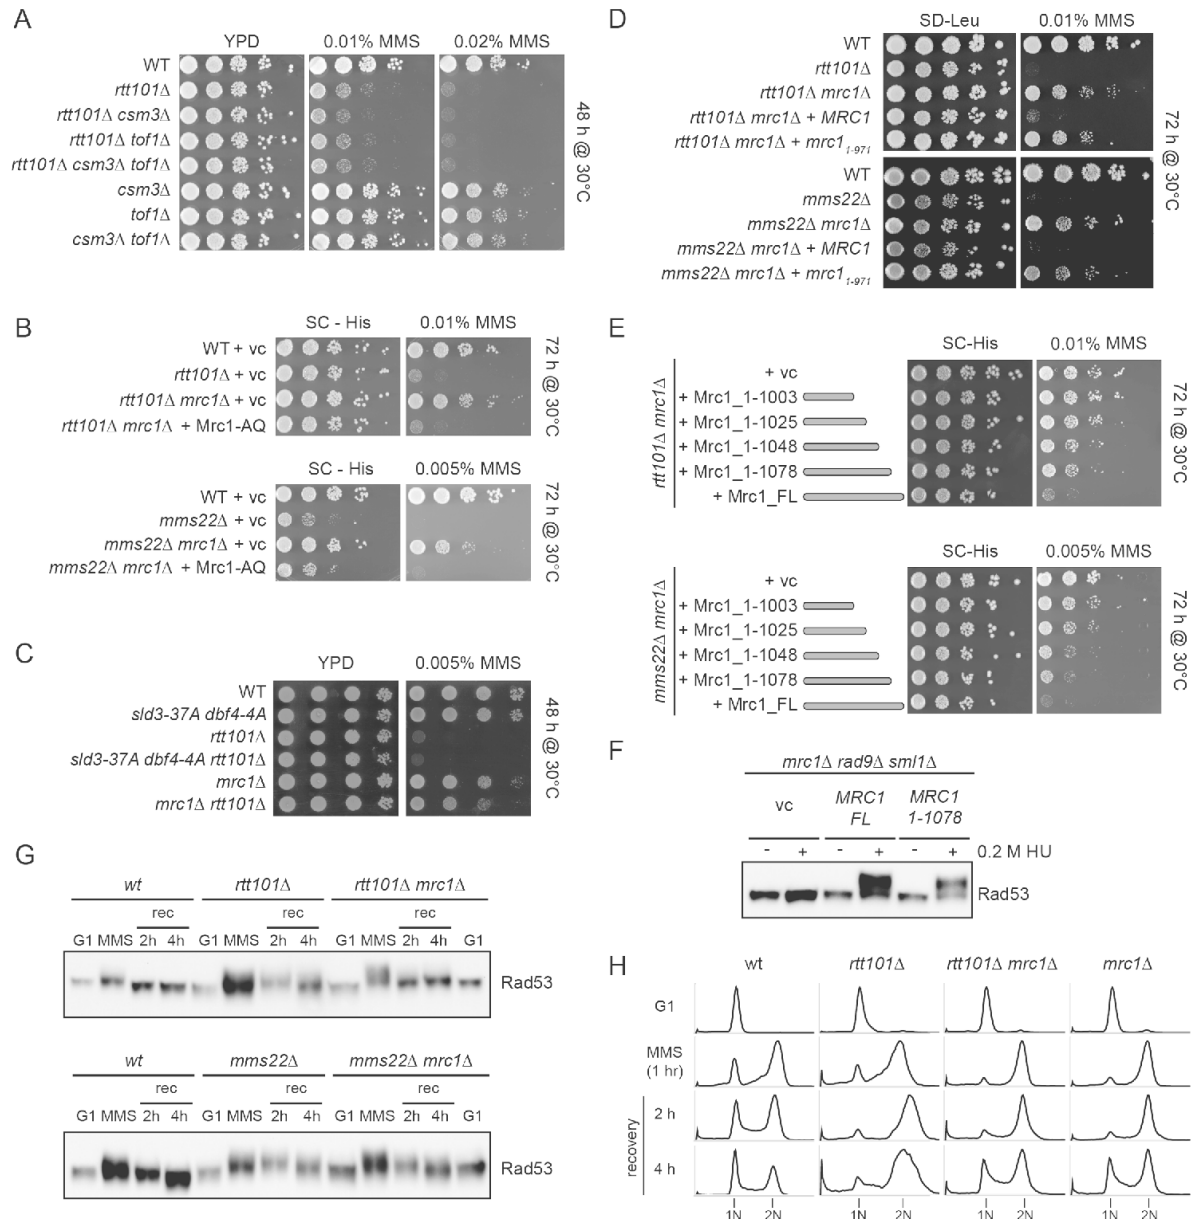 A
YPD 0.01% MMS 0.02% MMS
WT
rtt101Δ
rtt101Δ csm3Δ
rtt101Δ tof1Δ
rtt101Δ csm3Δ tof1Δ
csm3Δ
tof1Δ
csm3Δ tof1Δ
48 h @ 30°C
B
SC - His 0.01% MMS
WT + vc
rtt101Δ + vc
rtt101Δ mrc1Δ + vc
rtt101Δ mrc1Δ + Mrc1-AQ
72 h @ 30°C
SC - His 0.005% MMS
WT + vc
mms22Δ + vc
mms22Δ mrc1Δ + vc
mms22Δ mrc1Δ + Mrc1-AQ
72 h @ 30°C
C
YPD 0.005% MMS
WT
sld3-37A dbf4-4A
rtt101Δ
sld3-37A dbf4-4A rtt101Δ
mrc1Δ
mrc1Δ rtt101Δ
48 h @ 30°C
D
SD-Leu 0.01% MMS
WT
rtt101Δ
rtt101Δ mrc1Δ
rtt101Δ mrc1Δ + MRC1
rtt101Δ mrc1Δ + mrc1 1-971
WT
mms22Δ
mms22Δ mrc1Δ
mms22Δ mrc1Δ + MRC1
mms22Δ mrc1Δ + mrc1 1-971
72 h @ 30°C
E
SC-His 0.01% MMS
rtt101Δ mrc1Δ
+ vc
+ Mrc1_1-1003
+ Mrc1_1-1025
+ Mrc1_1-1048
+ Mrc1_1-1078
+ Mrc1_FL
72 h @ 30°C
SC-His 0.005% MMS
mms22Δ mrc1Δ
+ vc
+ Mrc1_1-1003
+ Mrc1_1-1025
+ Mrc1_1-1048
+ Mrc1_1-1078
+ Mrc1_FL
72 h @ 30°C
F
mrc1Δ rad9Δ sml1Δ
vc MRC1 FL MRC1 1-1078
- + - + - + 0.2 M HU
Rad53
G
wt rtt101Δ rtt101Δ mrc1Δ
rec rec rec
G1 MMS 2h 4h G1 MMS 2h 4h G1 MMS 2h 4h G1
Rad53
wt mms22Δ mms22Δ mrc1Δ
rec rec rec
G1 MMS 2h 4h G1 MMS 2h 4h G1 MMS 2h 4h G1
Rad53
H
wt rtt101Δ rtt101Δ mrc1Δ mrc1Δ
G1
MMS
(1 hr)
recovery
2 h
4 h
1N 2N 1N 2N 1N 2N 1N 2N